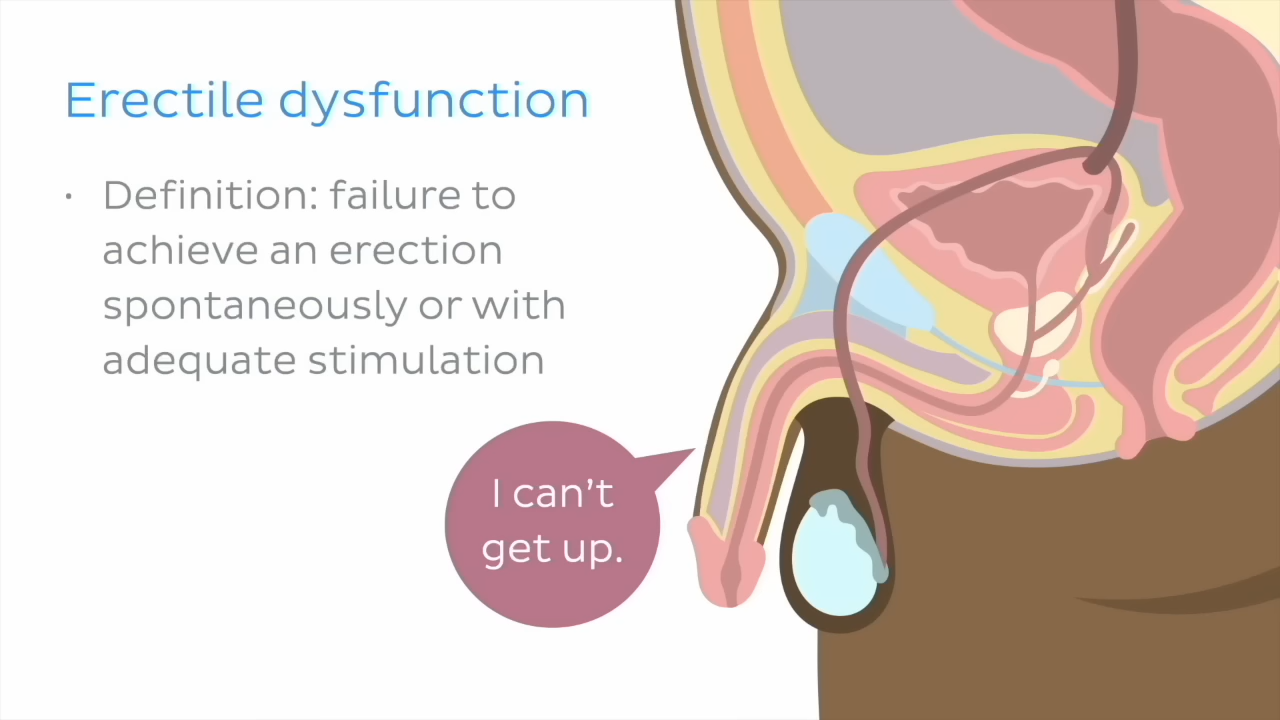 Erectile dysfunction
· Definition: failure to
achieve an erection
spontaneously or with
adequate stimulation
I can’t
get up.